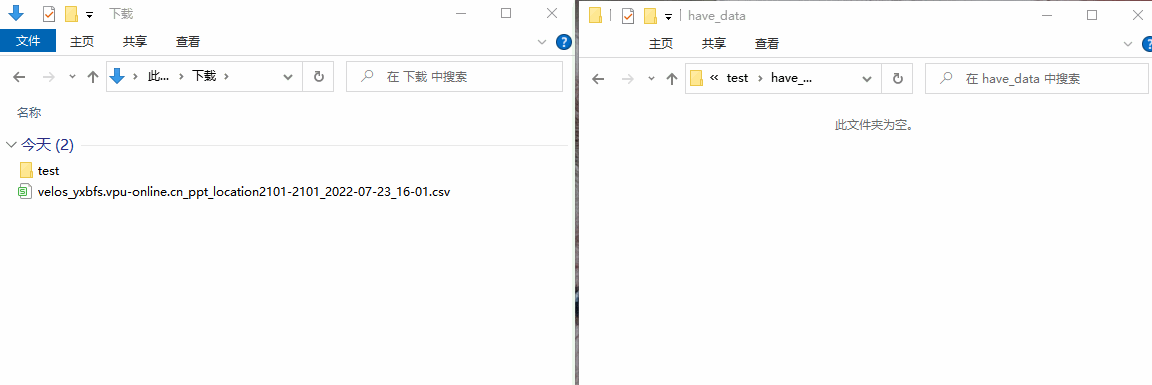 下载
文件 主页 共享 查看
此... 下载
在 下载 中搜索
名称
今天 (2)
test
velos_yxbfs.vpu-online.cn_ppt_location2101-2101_2022-07-23_16-01.csv
have_data
主页 共享 查看
« test have_...
在 have_data 中搜索
此文件夹为空。